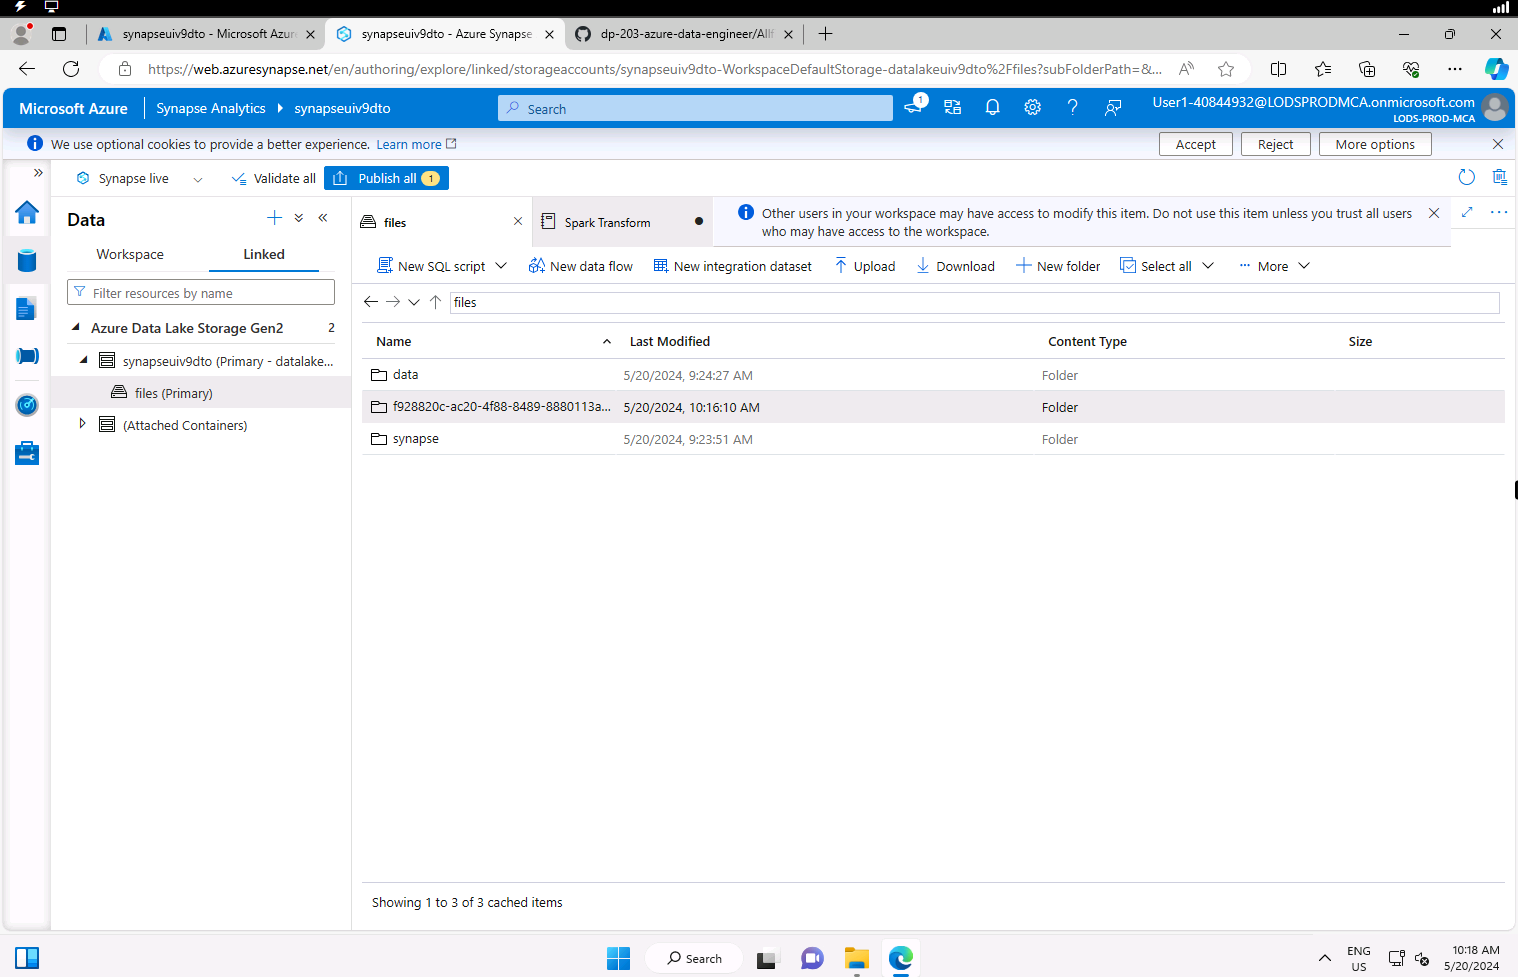 synapseuiv9dto - Microsoft Azure
synapseuiv9dto - Azure Synapse
dp-203-azure-data-engineer/Allf
https://web.azuresynapse.net/en/authoring/explore/linked/storageaccounts/synapseuiv9dto-WorkspaceDefaultStorage-datalakeuiv9dto%2Ffiles?subFolderPath=&...
Microsoft Azure
Synapse Analytics
synapseuiv9dto
Search
1
User1-40844932@LODSPRODMCA.onmicrosoft.com
LODS-PROD-MCA
We use optional cookies to provide a better experience. Learn more
Accept
Reject
More options
Synapse live
Validate all
Publish all 1
Data
files
Spark Transform
Other users in your workspace may have access to modify this item. Do not use this item unless you trust all users
who may have access to the workspace.
Workspace
Linked
New SQL script
New data flow
New integration dataset
Upload
Download
New folder
Select all
More
Filter resources by name
files
Azure Data Lake Storage Gen2 2
synapseuiv9dto (Primary - datalake...
files (Primary)
(Attached Containers)
Name Last Modified Content Type Size
data 5/20/2024, 9:24:27 AM Folder
f928820c-ac20-4f88-8489-8880113a... 5/20/2024, 10:16:10 AM Folder
synapse 5/20/2024, 9:23:51 AM Folder
Showing 1 to 3 of 3 cached items
Search
ENG
US
10:18 AM
5/20/2024